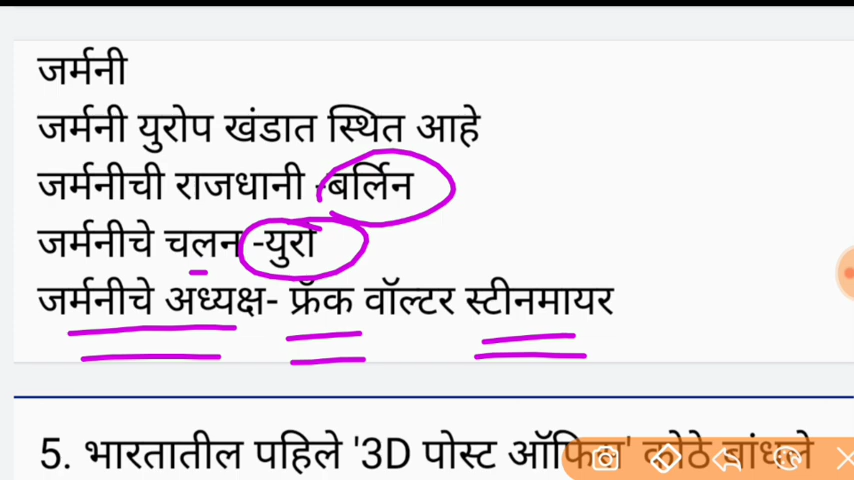 जर्मनी
जर्मनी युरोप खंडात स्थित आहे
जर्मनीची राजधानी -बर्लिन
जर्मनीचे चलन -युरो
जर्मनीचे अध्यक्ष- फ्रॅंक वॉल्टर स्टीनमायर
5. भारतातील पहिले '3D पोस्ट ऑफिस' कोठे बांधले